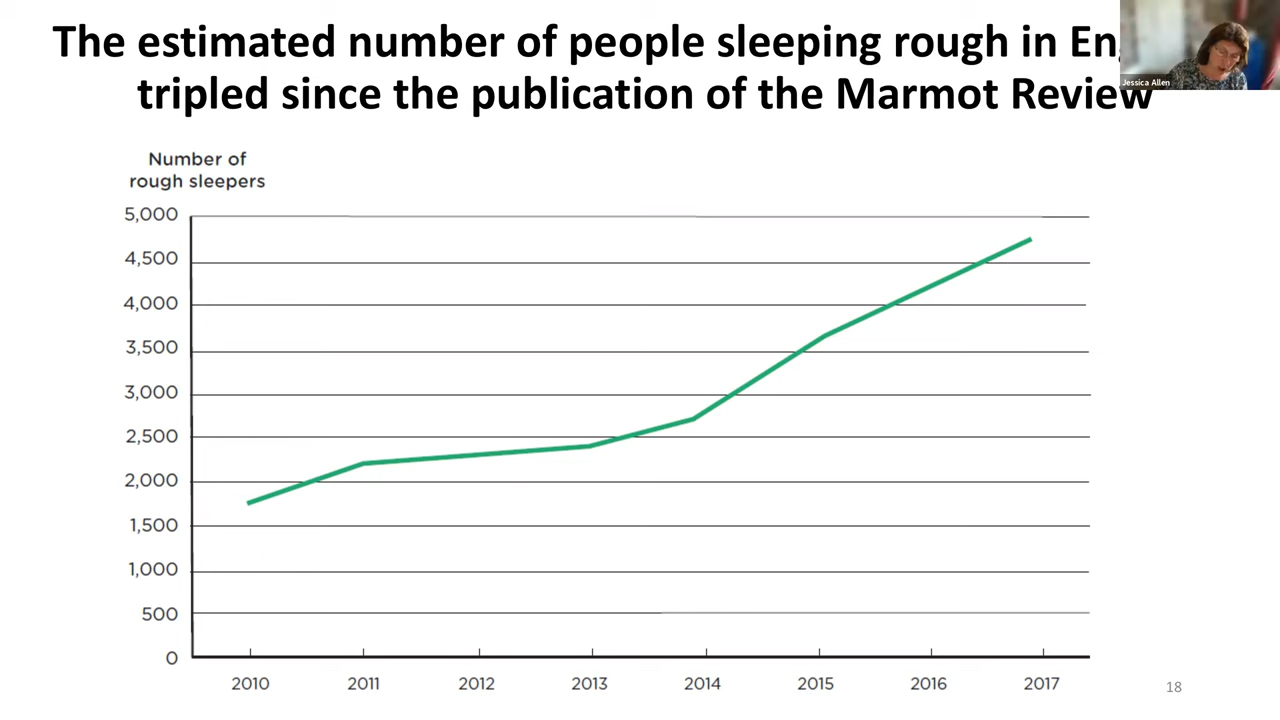 The estimated number of people sleeping rough in En
tripled since the publication of the Marmot Review
Jessica Allen
Number of
rough sleepers
5,000
4,500
4,000
3,500
3,000
2,500
2,000
1,500
1,000
500
0
2010 2011 2012 2013 2014 2015 2016 2017
18